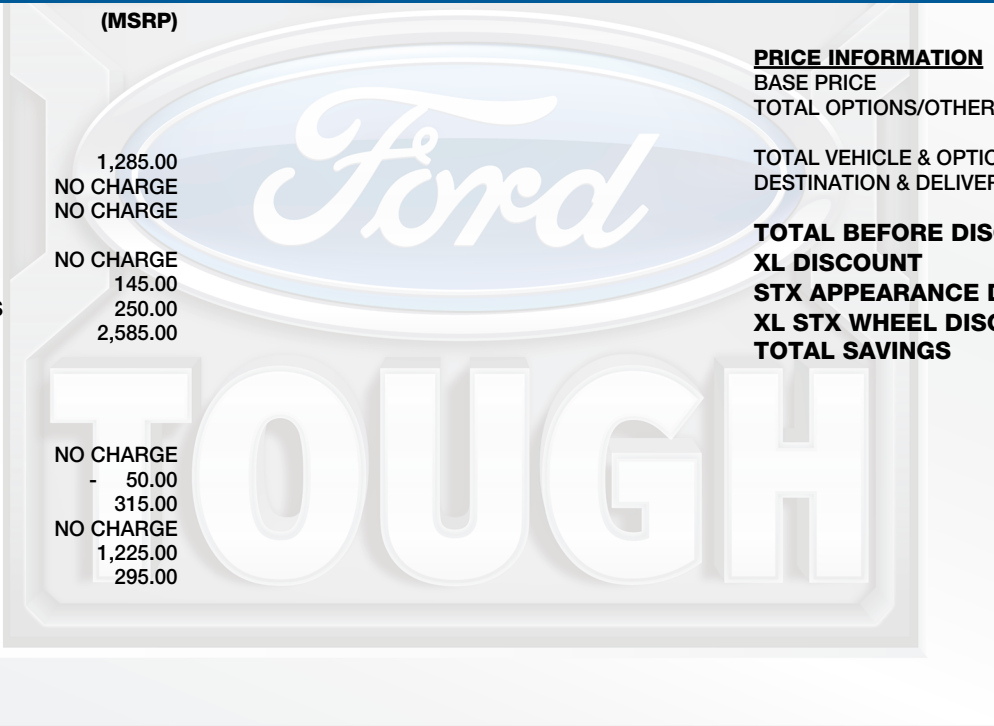 (MSRP)
1,285.00
NO CHARGE
NO CHARGE
NO CHARGE
145.00
250.00
2,585.00
NO CHARGE
- 50.00
315.00
NO CHARGE
1,225.00
295.00
Ford
TOUGH
PRICE INFORMATION
BASE PRICE
TOTAL OPTIONS/OTHER
TOTAL VEHICLE & OPTIO
DESTINATION & DELIVER
TOTAL BEFORE DISC
XL DISCOUNT
STX APPEARANCE D
XL STX WHEEL DISC
TOTAL SAVINGS